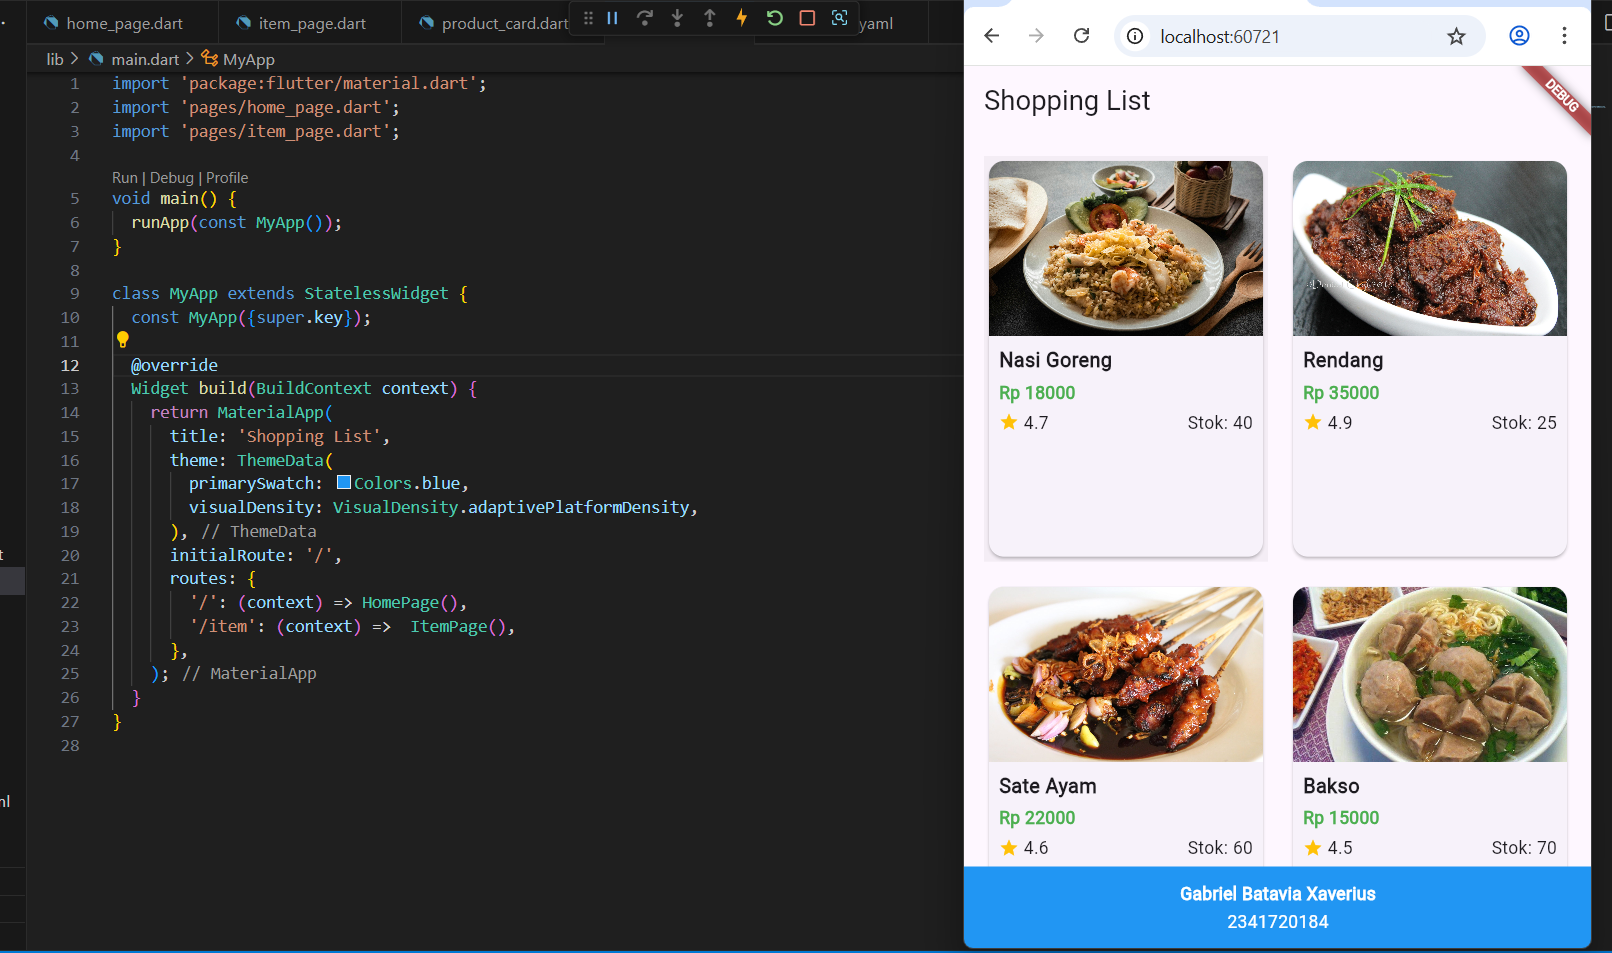 home_page.dart
item_page.dart
product_card.dart
yaml
lib > main.dart > MyApp
1 import 'package:flutter/material.dart';
2 import 'pages/home_page.dart';
3 import 'pages/item_page.dart';
4
Run | Debug | Profile
5 void main() {
6 runApp(const MyApp());
7 }
8
9 class MyApp extends StatelessWidget {
10 const MyApp({super.key});
11
12 @override
13 Widget build(BuildContext context) {
14 return MaterialApp(
15 title: 'Shopping List',
16 theme: ThemeData(
17 primarySwatch: Colors.blue,
18 visualDensity: VisualDensity.adaptivePlatformDensity,
19 ), // ThemeData
20 initialRoute: '/',
21 routes: {
22 '/': (context) => HomePage(),
23 '/item': (context) => ItemPage(),
24 },
25 ); // MaterialApp
26 }
27 }
28
t
ml
localhost:60721
DEBUG
Shopping List
Nasi Goreng
Rp 18000
4.7 Stok: 40
Rendang
Rp 35000
4.9 Stok: 25
Sate Ayam
Rp 22000
4.6 Stok: 60
Bakso
Rp 15000
4.5 Stok: 70
Gabriel Batavia Xaverius
2341720184